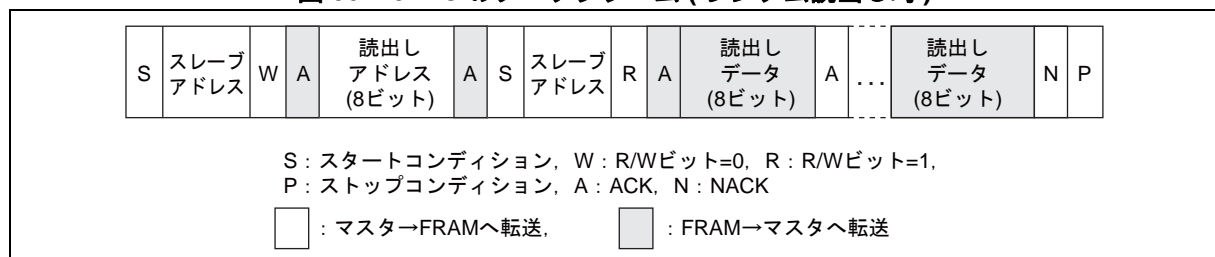 S スレーブアドレス W A 読出しアドレス(8ビット) A S スレーブアドレス R A 読出しデータ(8ビット) A ... 読出しデータ(8ビット) N P
S：スタートコンディション，W：R/Wビット=0，R：R/Wビット=1，
P：ストップコンディション，A：ACK，N：NACK
：マスタ→FRAMへ転送， ：FRAM→マスタへ転送